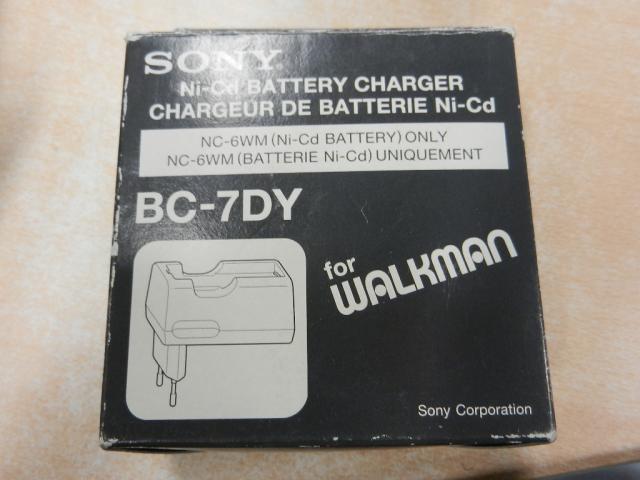 SONY
Ni-Cd BATTERY CHARGER
CHARGEUR DE BATTERIE Ni-Cd
NC-6WM (Ni-Cd BATTERY) ONLY
NC-6WM (BATTERIE Ni-Cd) UNIQUEMENT
BC-7DY
for
WALKMAN
Sony Corporation